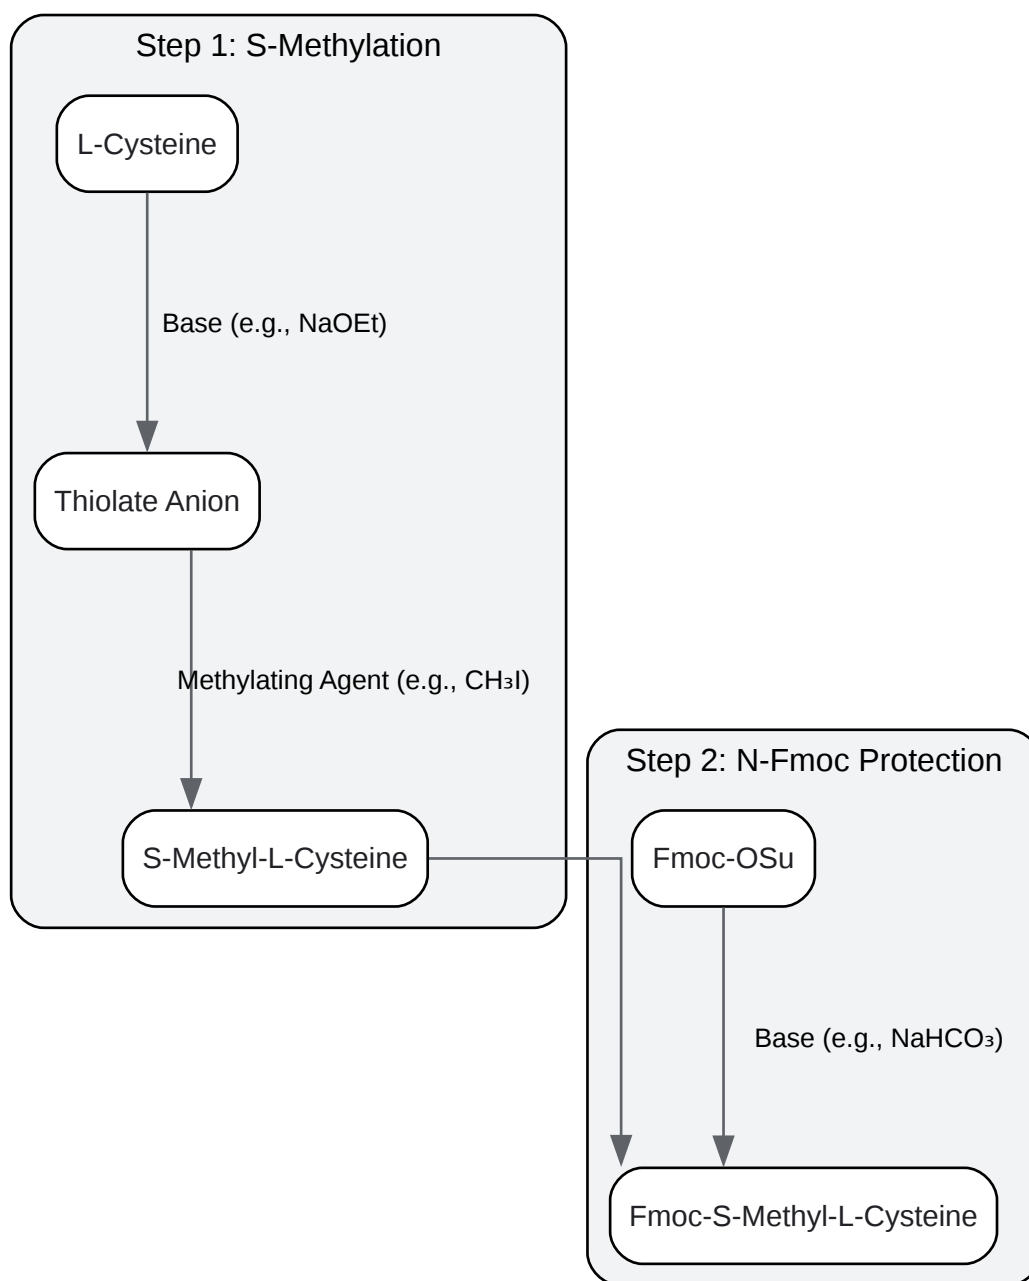 Step 1: S-Methylation
L-Cysteine
Base (e.g., NaOEt)
Thiolate Anion
Methylating Agent (e.g., CH₃I)
S-Methyl-L-Cysteine
Step 2: N-Fmoc Protection
Fmoc-OSu
Base (e.g., NaHCO₃)
Fmoc-S-Methyl-L-Cysteine